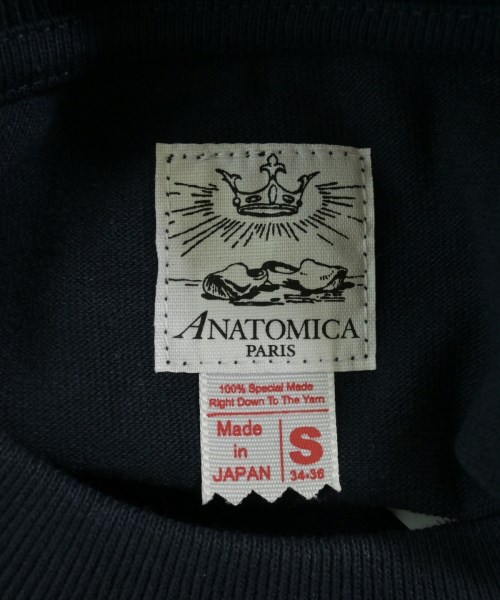 ANATOMICA
PARIS
100% Special Made
Right Down To The Yarn
Made
in
JAPAN
S
34·36